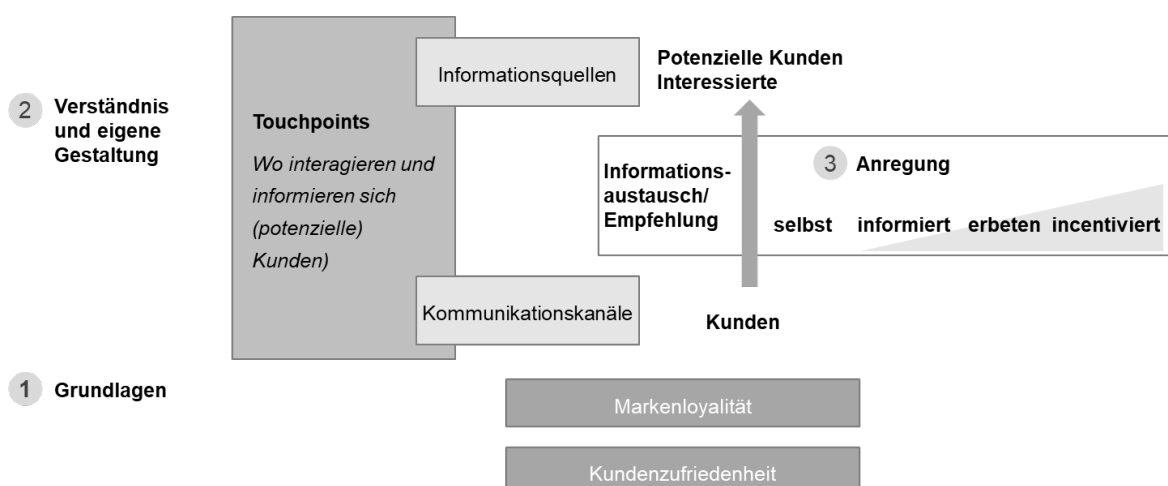 Informationsquellen
Potenzielle Kunden
Interessierte
2
Verständnis
und eigene
Gestaltung
Touchpoints
Wo interagieren und
informieren sich
(potenzielle)
Kunden)
Informations-
austausch/
Empfehlung
3 Anregung
selbst informiert erbeten incentiviert
Kommunikationskanäle
Kunden
1 Grundlagen
Markenloyalität
Kundenzufriedenheit